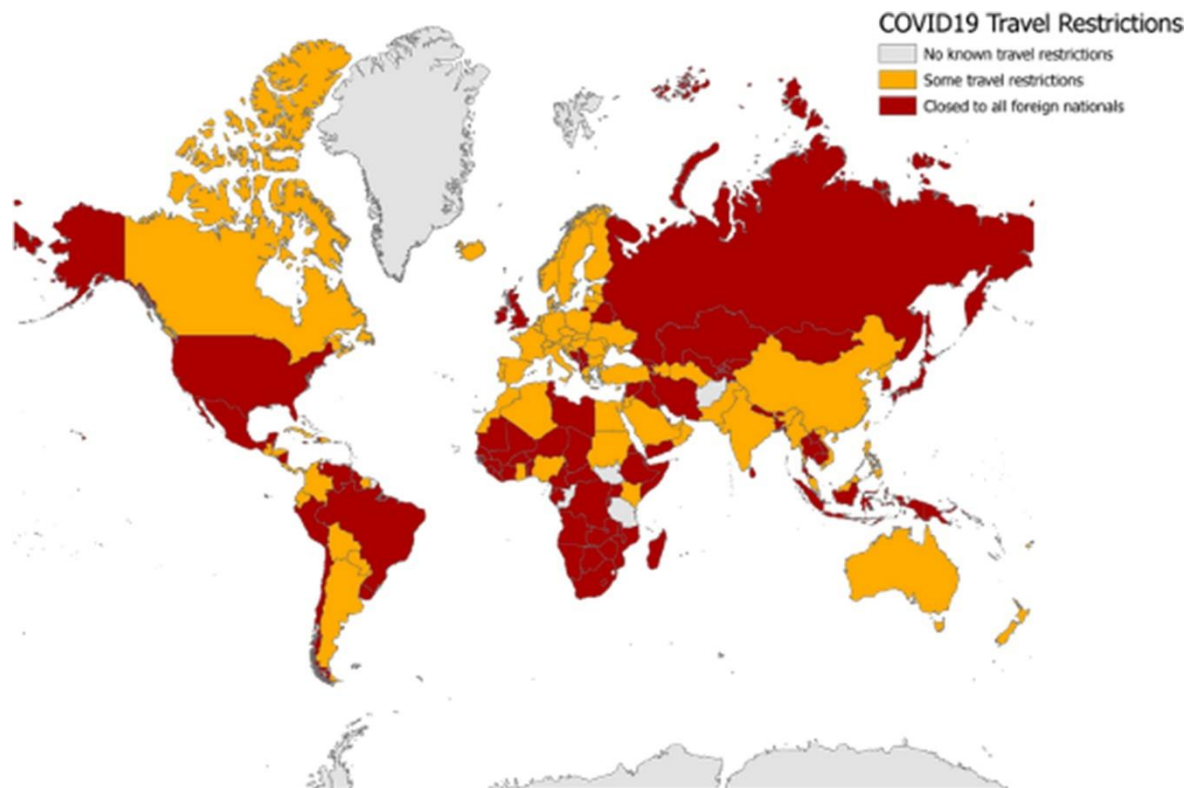 COVID19 Travel Restrictions
No known travel restrictions
Some travel restrictions
Closed to all foreign nationals